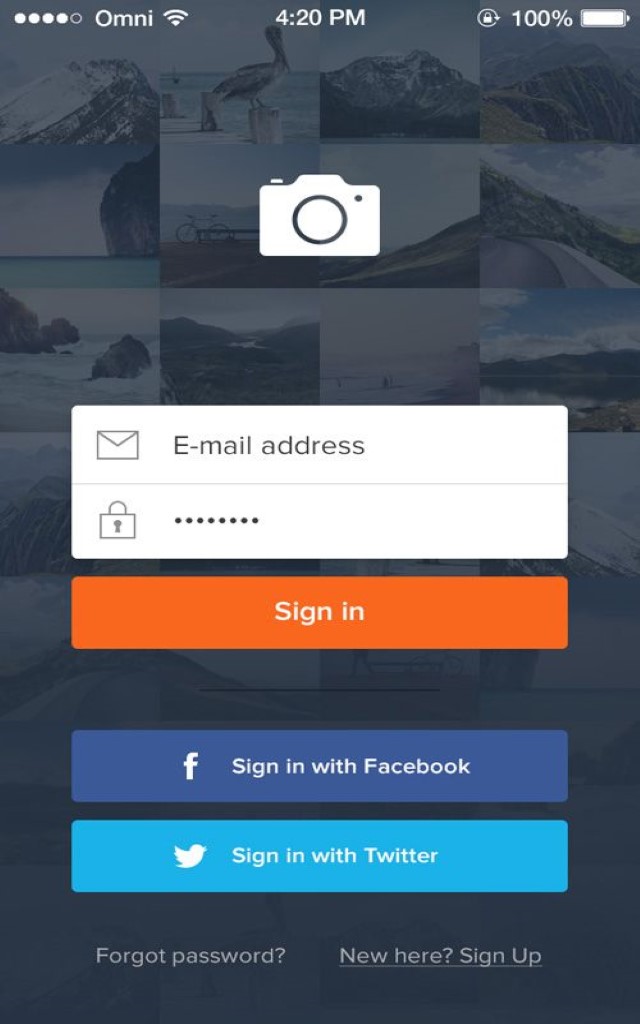 Omni 4:20 PM 100%
E-mail address
••••••••
Sign in
f Sign in with Facebook
Sign in with Twitter
Forgot password? New here? Sign Up